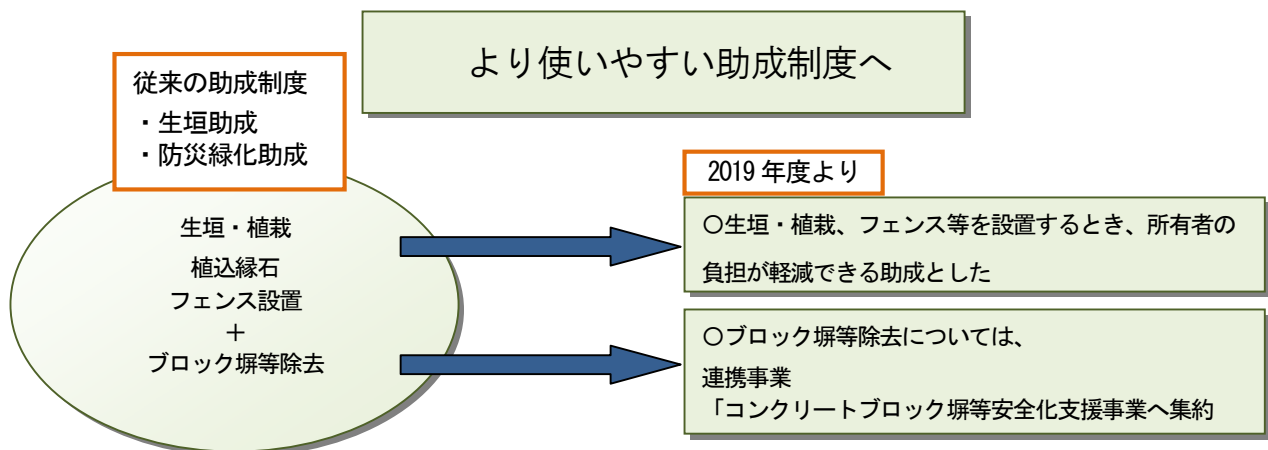 より使いやすい助成制度へ
従来の助成制度
・生垣助成
・防災緑化助成
生垣・植栽
植込縁石
フェンス設置
＋
ブロック塀等除去
2019年度より
〇生垣・植栽、フェンス等を設置するとき、所有者の
負担が軽減できる助成とした
〇ブロック塀等除去については、
連携事業
「コンクリートブロック塀等安全化支援事業へ集約